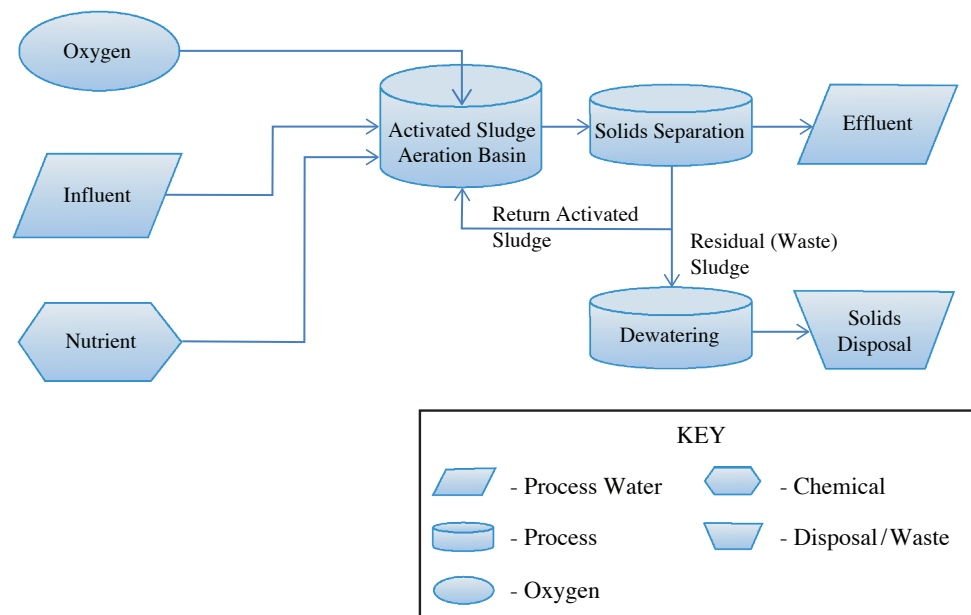 Oxygen
Influent
Nutrient
Activated Sludge
Aeration Basin
Solids Separation
Effluent
Return Activated
Sludge
Residual (Waste)
Sludge
Dewatering
Solids
Disposal
KEY
- Process Water
- Chemical
- Process
- Disposal/Waste
- Oxygen